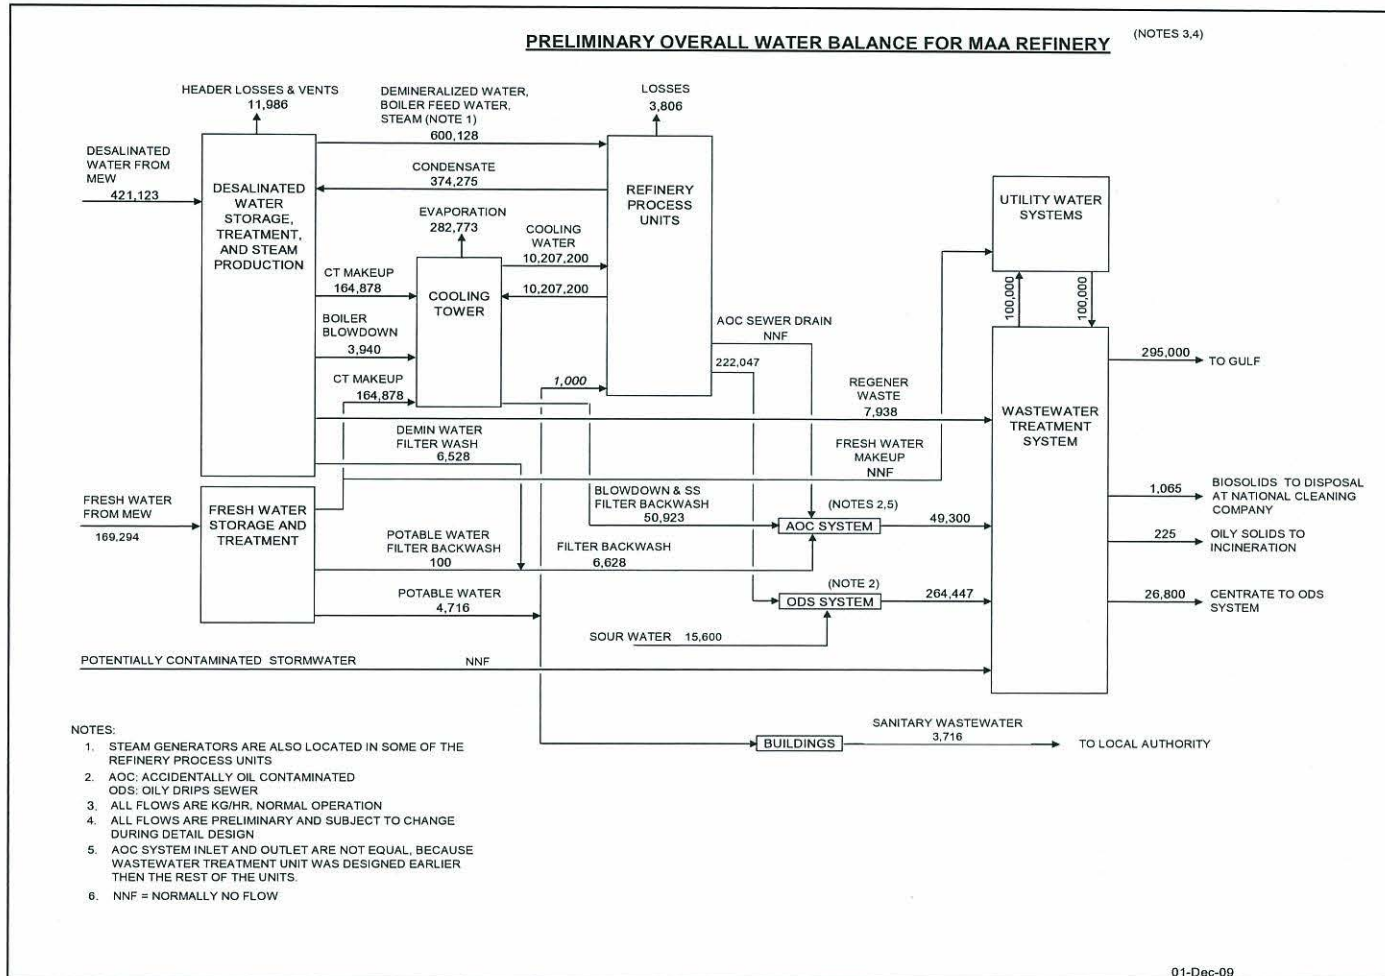 PRELIMINARY OVERALL WATER BALANCE FOR MAA REFINERY
(NOTES 3,4)
HEADER LOSSES & VENTS
11,986
DEMINERALIZED WATER,
BOILER FEED WATER,
STEAM (NOTE 1)
600,128
LOSSES
3,806
DESALINATED
WATER FROM
MEW
421,123
DESALINATED
WATER
STORAGE,
TREATMENT,
AND STEAM
PRODUCTION
CONDENSATE
374,275
REFINERY
PROCESS
UNITS
UTILITY WATER
SYSTEMS
EVAPORATION
282,773
COOLING
WATER
10,207,200
CT MAKEUP
164,878
COOLING
TOWER
10,207,200
100,000
100,000
BOILER
BLOWDOWN
3,940
AOC SEWER DRAIN
NNF
222,047
295,000
TO GULF
CT MAKEUP
164,878
1,000
REGENER
WASTE
7,938
WASTEWATER
TREATMENT
SYSTEM
DEMIN WATER
FILTER WASH
6,528
FRESH WATER
MAKEUP
NNF
FRESH WATER
FROM MEW
169,294
FRESH WATER
STORAGE AND
TREATMENT
BLOWDOWN & SS
FILTER BACKWASH
50,923
(NOTES 2,5)
AOC SYSTEM
49,300
1,065
BIOSOLIDS TO DISPOSAL
AT NATIONAL CLEANING
COMPANY
POTABLE WATER
FILTER BACKWASH
100
FILTER BACKWASH
6,628
225
OILY SOLIDS TO
INCINERATION
POTABLE WATER
4,716
(NOTE 2)
ODS SYSTEM
264,447
26,800
CENTRATE TO ODS
SYSTEM
SOUR WATER 15,600
POTENTIALLY CONTAMINATED STORMWATER NNF
BUILDINGS
SANITARY WASTEWATER
3,716
TO LOCAL AUTHORITY
NOTES:
1. STEAM GENERATORS ARE ALSO LOCATED IN SOME OF THE
REFINERY PROCESS UNITS
2. AOC: ACCIDENTALLY OIL CONTAMINATED
ODS: OILY DRIPS SEWER
3. ALL FLOWS ARE KG/HR, NORMAL OPERATION
4. ALL FLOWS ARE PRELIMINARY AND SUBJECT TO CHANGE
DURING DETAIL DESIGN
5. AOC SYSTEM INLET AND OUTLET ARE NOT EQUAL, BECAUSE
WASTEWATER TREATMENT UNIT WAS DESIGNED EARLIER
THEN THE REST OF THE UNITS.
6. NNF = NORMALLY NO FLOW
01-Dec-09